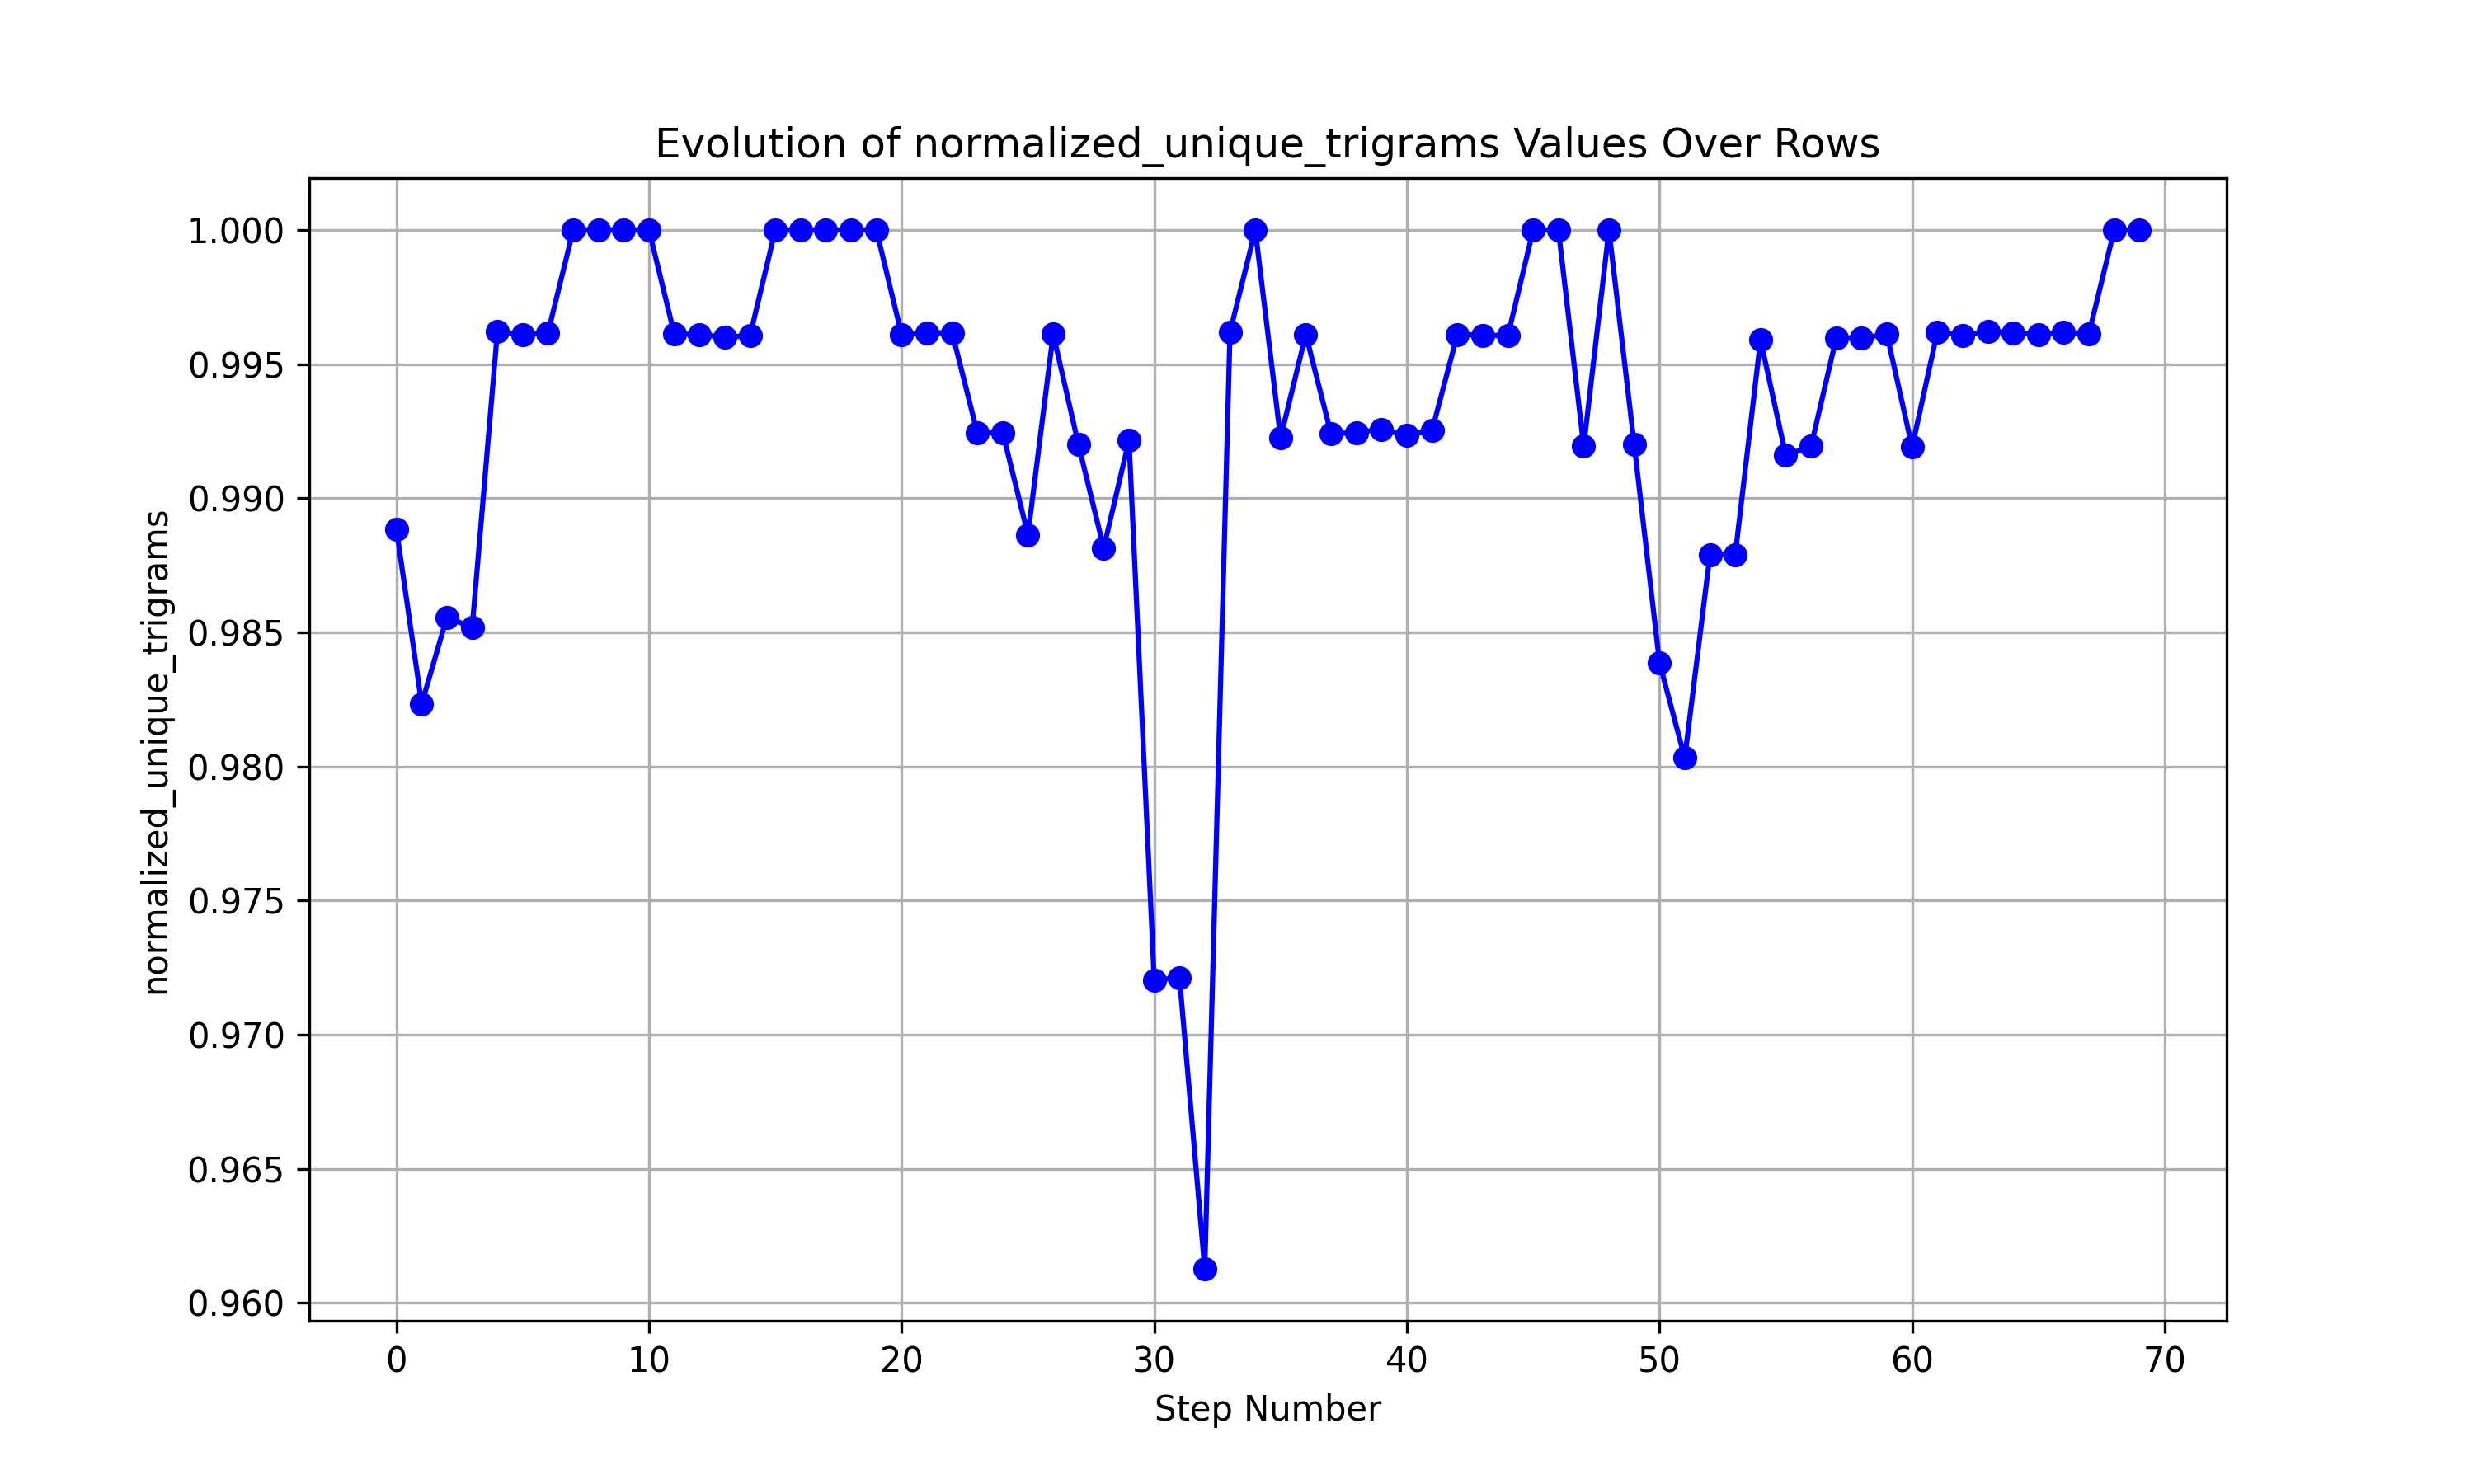 Evolution of normalized_unique_trigrams Values Over Rows
normalized_unique_trigrams
1.000
0.995
0.990
0.985
0.980
0.975
0.970
0.965
0.960
0 10 20 30 40 50 60 70
Step Number